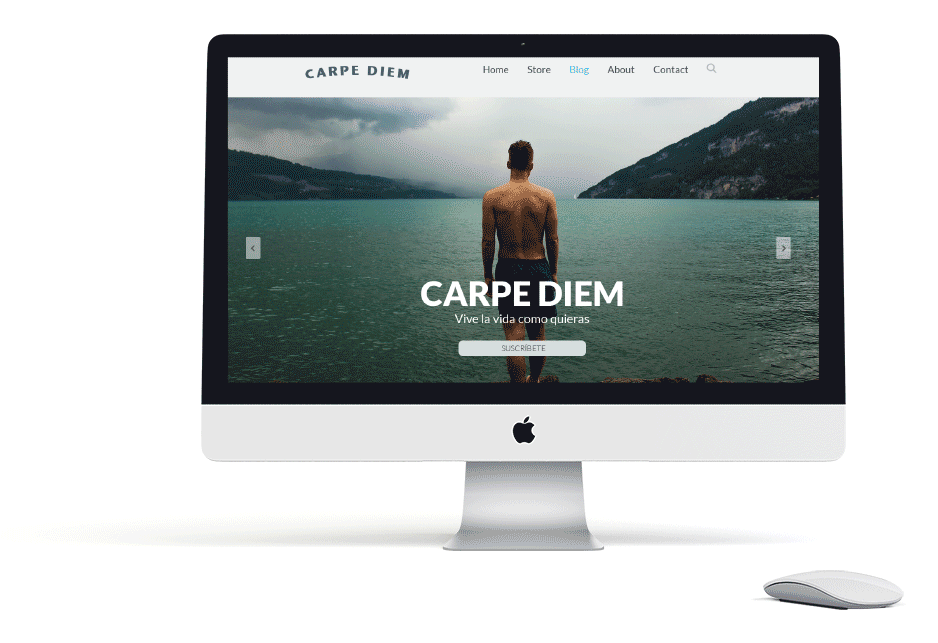 CARPE DIEM
Home Store Blog About Contact
CARPE DIEM
Vive la vida como quieras
SUSCRÍBETE